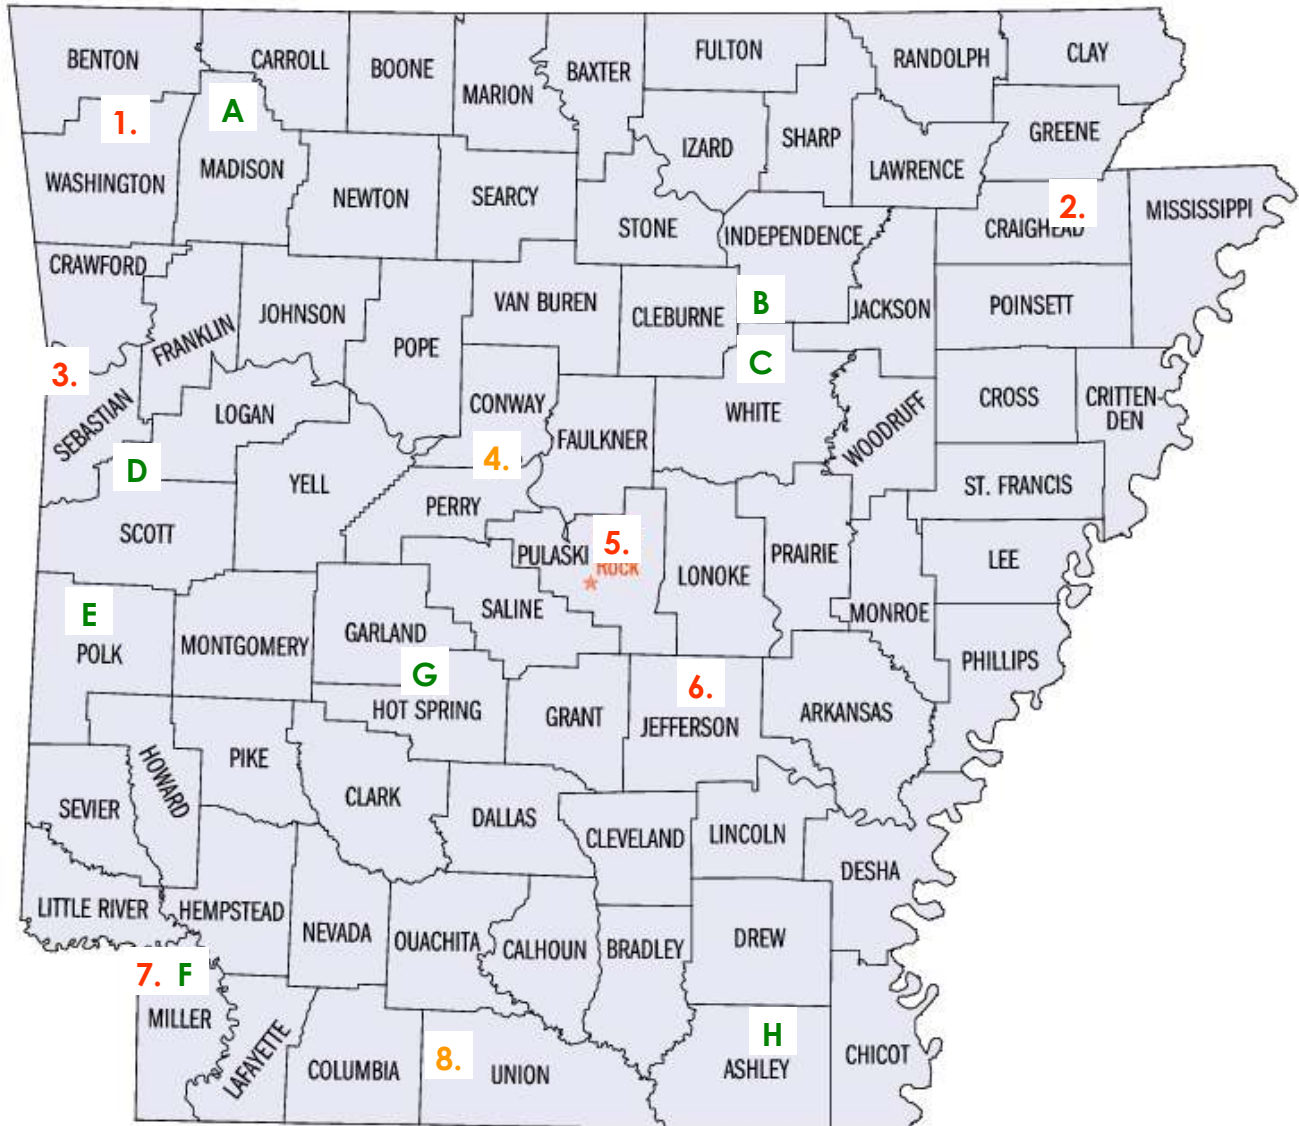 BENTON
CARROLL
BOONE
MARION
BAXTER
FULTON
RANDOLPH
CLAY
1.
A
IZARD
SHARP
GREENE
WASHINGTON
MADISON
NEWTON
SEARCY
LAWRENCE
2.
STONE
INDEPENDENCE
CRAIGHEAD
MISSISSIPPI
CRAWFORD
FRANKLIN
JOHNSON
POPE
VAN BUREN
CLEBURNE
B
JACKSON
POINSETT
3.
C
SEBASTIAN
LOGAN
CONWAY
FAULKNER
WHITE
WOODRUFF
CROSS
CRITTEN-
DEN
D
YELL
4.
PERRY
ST. FRANCIS
SCOTT
PULASKI
5.
ROCK
LONOKE
PRAIRIE
LEE
E
POLK
MONTGOMERY
GARLAND
SALINE
MONROE
PHILLIPS
G
HOT SPRING
GRANT
6.
JEFFERSON
ARKANSAS
HOWARD
PIKE
SEVIER
CLARK
DALLAS
CLEVELAND
LINCOLN
DESHA
LITTLE RIVER
HEMPSTEAD
NEVADA
OUACHITA
CALHOUN
BRADLEY
DREW
7. F
MILLER
LAFAYETTE
COLUMBIA
8.
UNION
H
ASHLEY
CHICOT